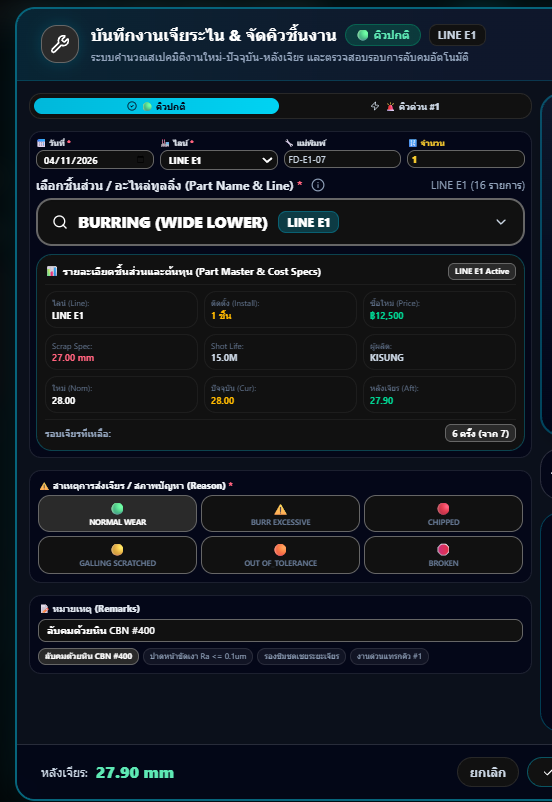 บันทึกงานเจียระไน & จัดคิวชิ้นงาน คิวปกติ LINE E1
ระบบคำนวณสเปคมิติงานใหม่-ปัจจุบัน-หลังเจียร และตรวจสอบรอบการลับคมอัตโนมัติ
คิวปกติ คิวด่วน #1
วันที่ * ไลน์ * แม่พิมพ์ จำนวน
04/11/2026 LINE E1 FD-E1-07 1
เลือกชิ้นส่วน / อะไหล่ทูลลิ่ง (Part Name & Line) * LINE E1 (16 รายการ)
BURRING (WIDE LOWER) LINE E1
รายละเอียดชิ้นส่วนและต้นทุน (Part Master & Cost Specs) LINE E1 Active
ไลน์ (Line): ติดตั้ง (Install): ซื้อใหม่ (Price):
LINE E1 1 ชิ้น ฿12,500
Scrap Spec: Shot Life: ผู้ผลิต:
27.00 mm 15.0M KISUNG
ใหม่ (Nom): ปัจจุบัน (Cur): หลังเจียร (Aft):
28.00 28.00 27.90
รอบเจียรที่เหลือ: 6 ครั้ง (จาก 7)
สาเหตุการส่งเจียร / สภาพปัญหา (Reason) *
NORMAL WEAR BURR EXCESSIVE CHIPPED
GALLING SCRATCHED OUT OF TOLERANCE BROKEN
หมายเหตุ (Remarks)
ลับคมด้วยหิน CBN #400
ลับคมด้วยหิน CBN #400 ปาดหน้าขัดเงา Ra <= 0.1um รองชิมชดเชยระยะเจียร งานด่วนแทรกคิว #1
หลังเจียร: 27.90 mm ยกเลิก